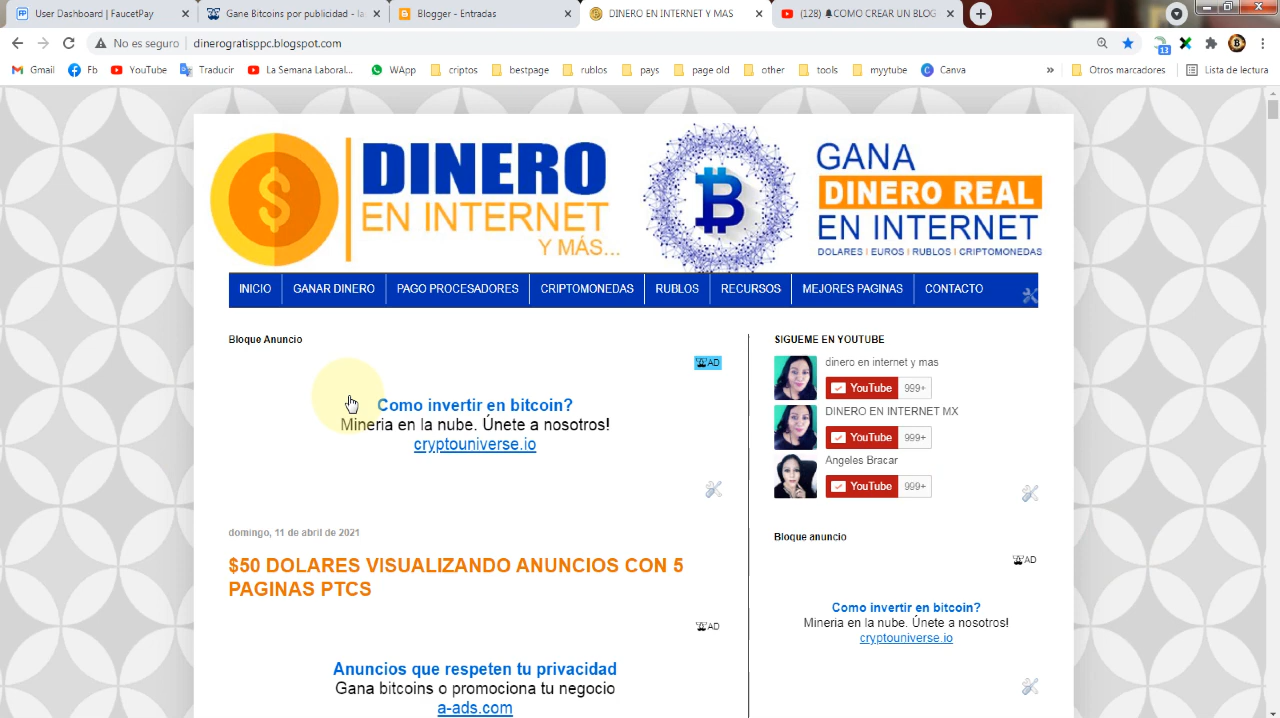 User Dashboard | FaucetPay
Gane Bitcoins por publicidad - la
Blogger - Entradas
DINERO EN INTERNET Y MAS
(128) 🔔COMO CREAR UN BLOG
No es seguro
dinerogratisppc.blogspot.com
13
Gmail
Fb
YouTube
Traducir
La Semana Laboral...
WApp
criptos
bestpage
rublos
pays
page old
other
tools
myytube
Canva
»
Otros marcadores
Lista de lectura
DINERO
EN INTERNET
Y MÁS...
GANA
DINERO REAL
EN INTERNET
DOLARES | EUROS | RUBLOS | CRIPTOMONEDAS
INICIO
GANAR DINERO
PAGO PROCESADORES
CRIPTOMONEDAS
RUBLOS
RECURSOS
MEJORES PAGINAS
CONTACTO
Bloque Anuncio
AD
Como invertir en bitcoin?
Mineria en la nube. Únete a nosotros!
cryptouniverse.io
domingo, 11 de abril de 2021
$50 DOLARES VISUALIZANDO ANUNCIOS CON 5
PAGINAS PTCS
AD
Anuncios que respeten tu privacidad
Gana bitcoins o promociona tu negocio
a-ads.com
SIGUEME EN YOUTUBE
dinero en internet y mas
YouTube 999+
DINERO EN INTERNET MX
YouTube 999+
Angeles Bracar
YouTube 999+
Bloque anuncio
AD
Como invertir en bitcoin?
Mineria en la nube. Únete a nosotros!
cryptouniverse.io